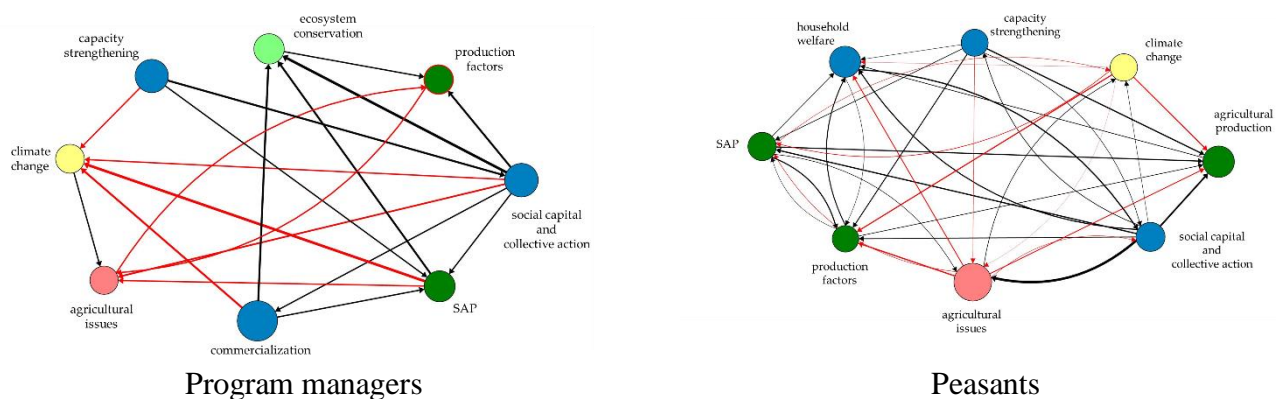 ecosystem
conservation
capacity
strengthening
production
factors
climate
change
social capital
and
collective action
agricultural
issues
SAP
commercialization
Program managers
household
welfare
capacity
strengthening
climate
change
agricultural
production
SAP
social capital
and
collective action
production
factors
agricultural
issues
Peasants